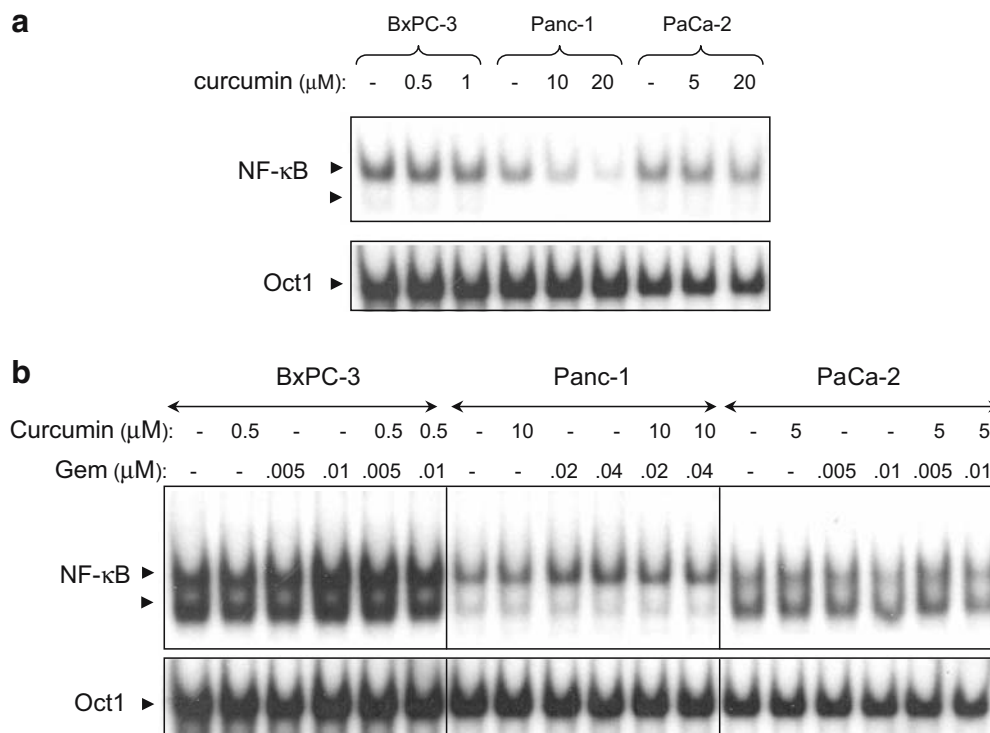 a
BxPC-3 Panc-1 PaCa-2
curcumin (μM): - 0.5 1 - 10 20 - 5 20
NF-κB
Oct1
b
BxPC-3 Panc-1 PaCa-2
Curcumin (μM): - 0.5 - - 0.5 0.5 - 10 - - 10 10 - 5 - - 5 5
Gem (μM): - - .005 .01 .005 .01 - - .02 .04 .02 .04 - - .005 .01 .005 .01
NF-κB
Oct1